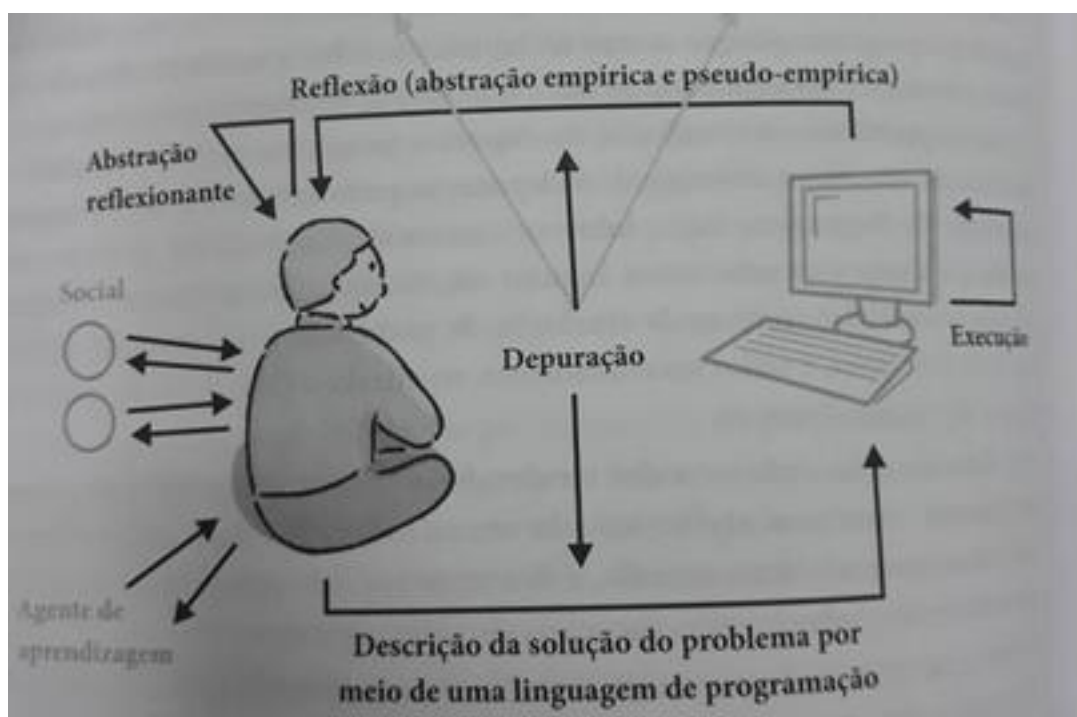 Reflexão (abstração empírica e pseudo-empírica)
Abstração
reflexionante
Social
Depuração
Execução
Agente de
aprendizagem
Descrição da solução do problema por
meio de uma linguagem de programação